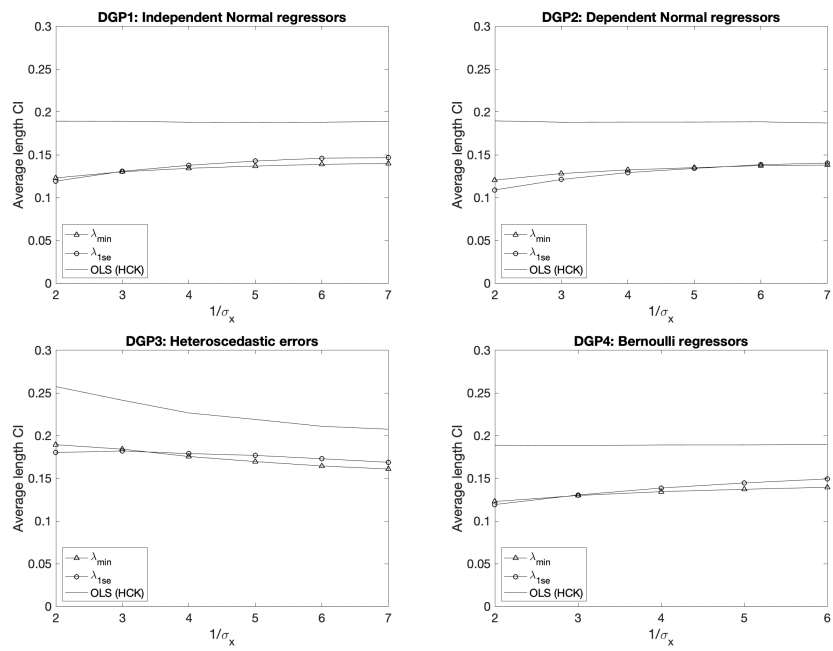 DGP1: Independent Normal regressors
0.3
0.25
0.2
0.15
0.1
0.05
0
Average length CI
λmin
λ1se
OLS (HCK)
2 3 4 5 6 7
1/σx
DGP2: Dependent Normal regressors
0.3
0.25
0.2
0.15
0.1
0.05
0
Average length CI
λmin
λ1se
OLS (HCK)
2 3 4 5 6 7
1/σx
DGP3: Heteroscedastic errors
0.3
0.25
0.2
0.15
0.1
0.05
0
Average length CI
λmin
λ1se
OLS (HCK)
2 3 4 5 6 7
1/σx
DGP4: Bernoulli regressors
0.3
0.25
0.2
0.15
0.1
0.05
0
Average length CI
λmin
λ1se
OLS (HCK)
2 3 4 5 6
1/σx